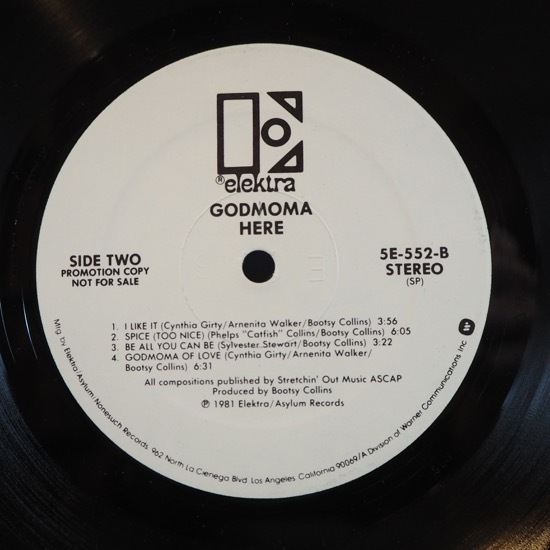 ® elektra
GODMOMA
HERE
SIDE TWO
PROMOTION COPY
NOT FOR SALE
5E-552-B
STEREO
(SP)
1. I LIKE IT (Cynthia Girty/Arnenita Walker/Bootsy Collins) 3:56
2. SPICE (TOO NICE) (Phelps "Catfish" Collins/Bootsy Collins) 6:05
3. BE ALL YOU CAN BE (Sylvester Stewart/Bootsy Collins) 3:22
4. GODMOMA OF LOVE (Cynthia Girty/Arnenita Walker/
Bootsy Collins) 6:31
All compositions published by Stretchin' Out Music ASCAP
Produced by Bootsy Collins
℗ 1981 Elektra/Asylum Records
Mfg. by Elektra/Asylum/Nonesuch Records 962 North La Cienega Blvd. Los Angeles California 90069/A Division of Warner Communications Inc